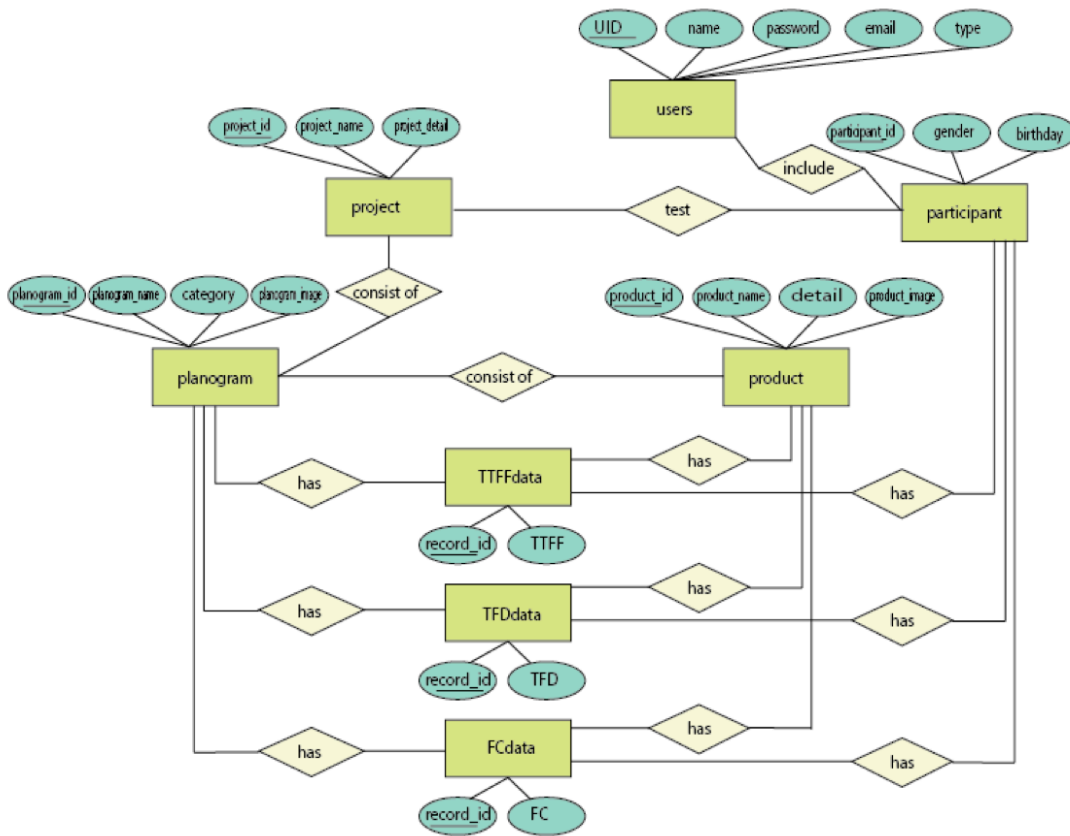 UID
name
password
email
type
users
project_id
project_name
project_detail
participant_id
gender
birthday
include
project
test
participant
planogram_id
planogram_name
category
planogram_image
consist of
product_id
product_name
detail
product_image
planogram
consist of
product
has
TTFFdata
has
has
record_id
TTFF
has
TFDdata
has
has
record_id
TFD
has
FCdata
has
has
record_id
FC